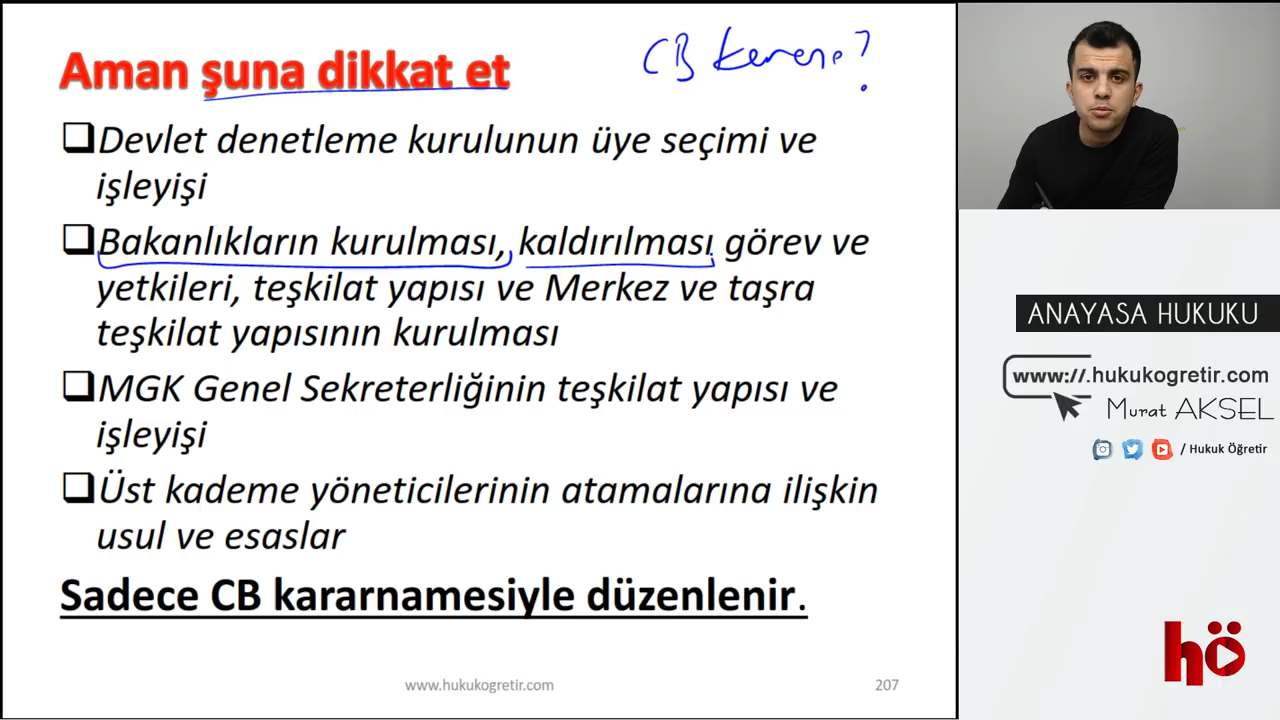 Aman şuna dikkat et
CB
❑Devlet denetleme kurulunun üye seçimi ve
işleyişi
❑Bakanlıkların kurulması, kaldırılması görev ve
yetkileri, teşkilat yapısı ve Merkez ve taşra
teşkilat yapısının kurulması
❑MGK Genel Sekreterliğinin teşkilat yapısı ve
işleyişi
❑Üst kademe yöneticilerinin atamalarına ilişkin
usul ve esaslar
Sadece CB kararnamesiyle düzenlenir.
www.hukukogretir.com
207
ANAYASA HUKUKU
www://.hukukogretir.com
Murat AKSEL
/ Hukuk Öğretir
hö